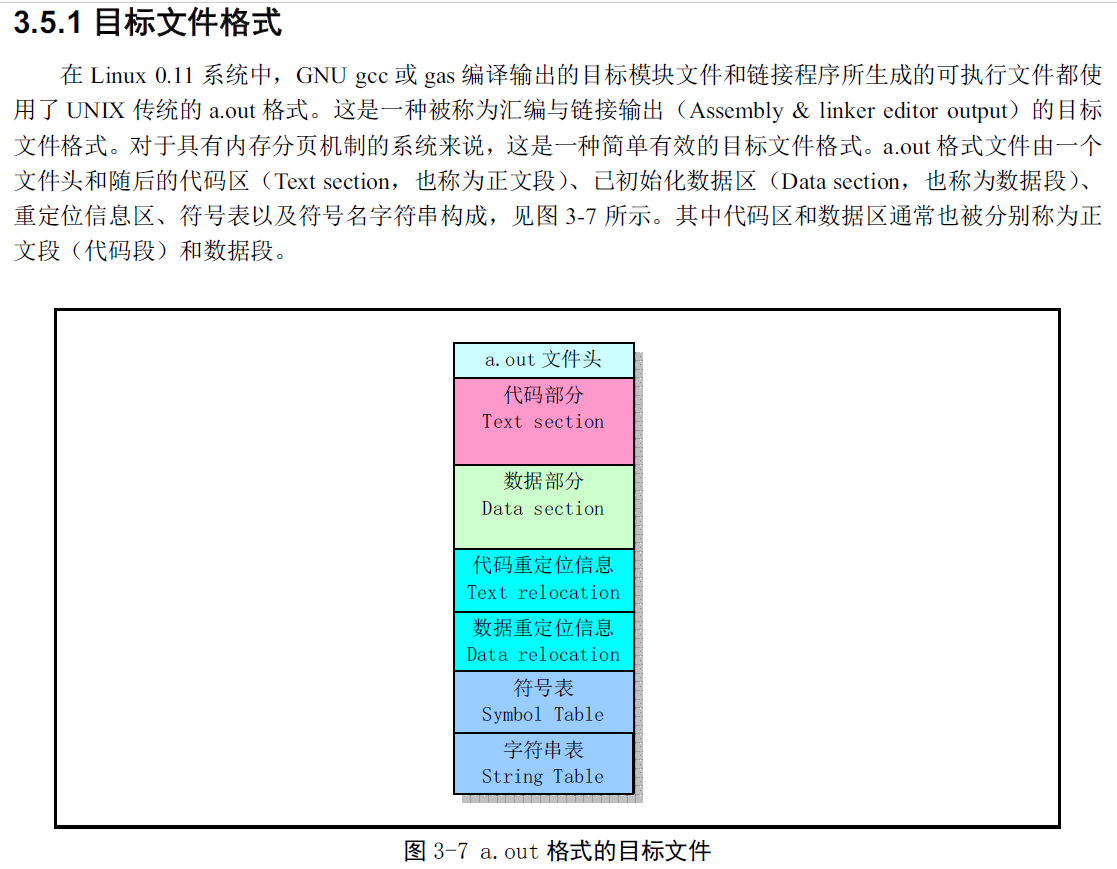 3.5.1 目标文件格式
在 Linux 0.11 系统中，GNU gcc 或 gas 编译输出的目标模块文件和链接程序所生成的可执行文件都使
用了 UNIX 传统的 a.out 格式。这是一种被称为汇编与链接输出（Assembly & linker editor output）的目标
文件格式。对于具有内存分页机制的系统来说，这是一种简单有效的目标文件格式。a.out 格式文件由一个
文件头和随后的代码区（Text section，也称为正文段）、已初始化数据区（Data section，也称为数据段）、
重定位信息区、符号表以及符号名字符串构成，见图 3-7 所示。其中代码区和数据区通常也被分别称为正
文段（代码段）和数据段。
a.out 文件头
代码部分
Text section
数据部分
Data section
代码重定位信息
Text relocation
数据重定位信息
Data relocation
符号表
Symbol Table
字符串表
String Table
图 3-7 a.out 格式的目标文件